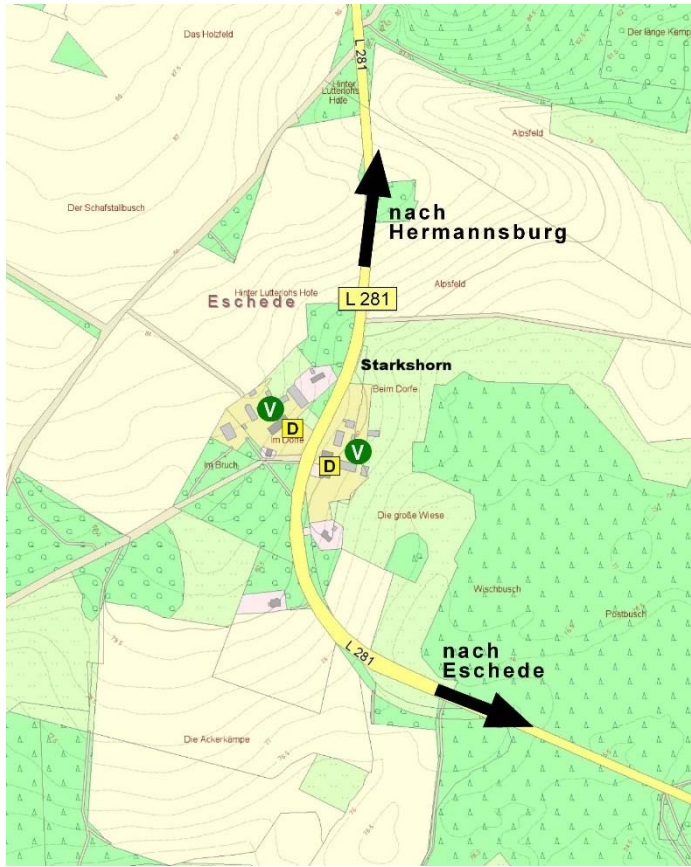 Das Holzfeld
L 281
Der lange Kamp
Hinter
Lutterlohs
Hofe
Alpsfeld
Der Schafstallbusch
nach
Hermannsburg
Hinter Lutterlohs Hofe
Eschede
Alpsfeld
L 281
Starkshorn
Beim Dorfe
V
D
Im Dorfe
V
D
Im Bruch
Die große Wiese
Wischbusch
Postbusch
L 281
nach
Eschede
Die Ackerkämpe